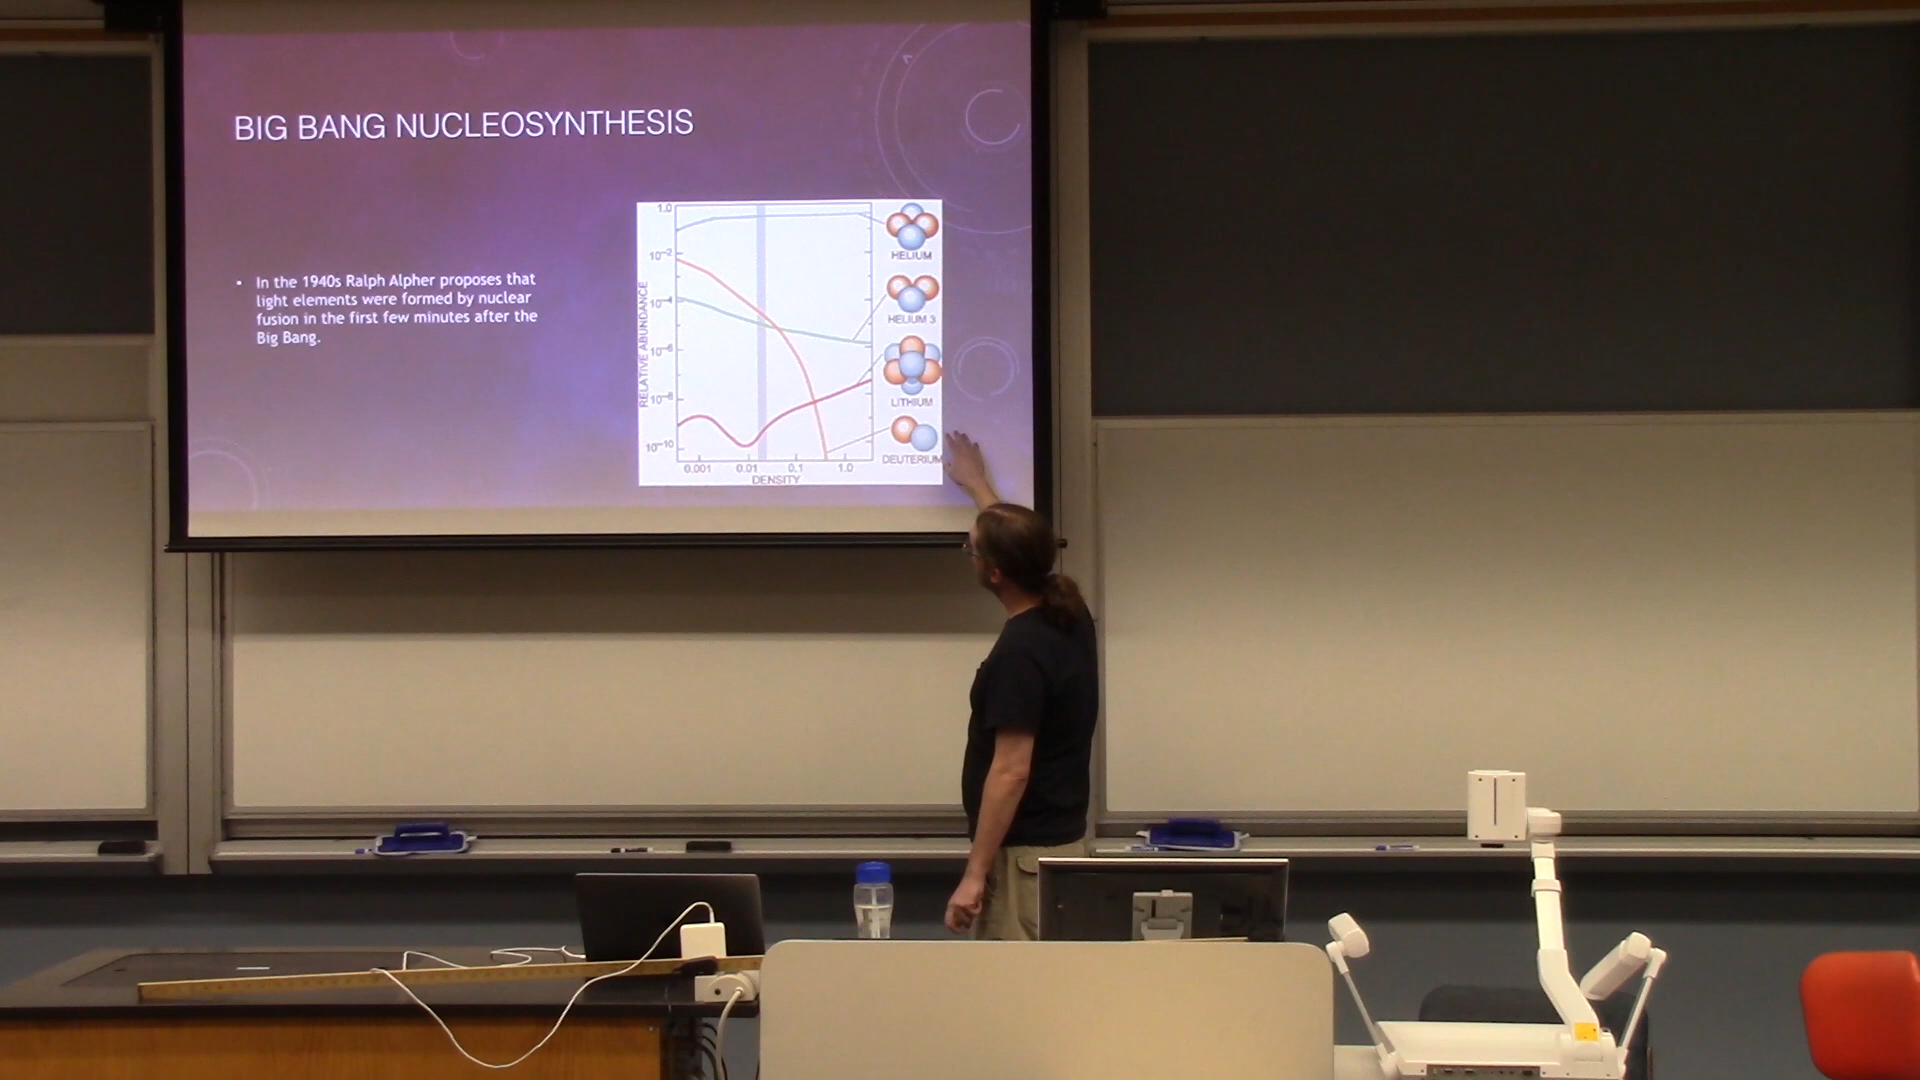 BIG BANG NUCLEOSYNTHESIS
• In the 1940s Ralph Alpher proposes that
light elements were formed by nuclear
fusion in the first few minutes after the
Big Bang.
RELATIVE ABUNDANCE
1.0
10⁻²
10⁻⁴
10⁻⁶
10⁻⁸
10⁻¹⁰
0.001 0.01 0.1 1.0
DENSITY
HELIUM
HELIUM 3
LITHIUM
DEUTERIUM